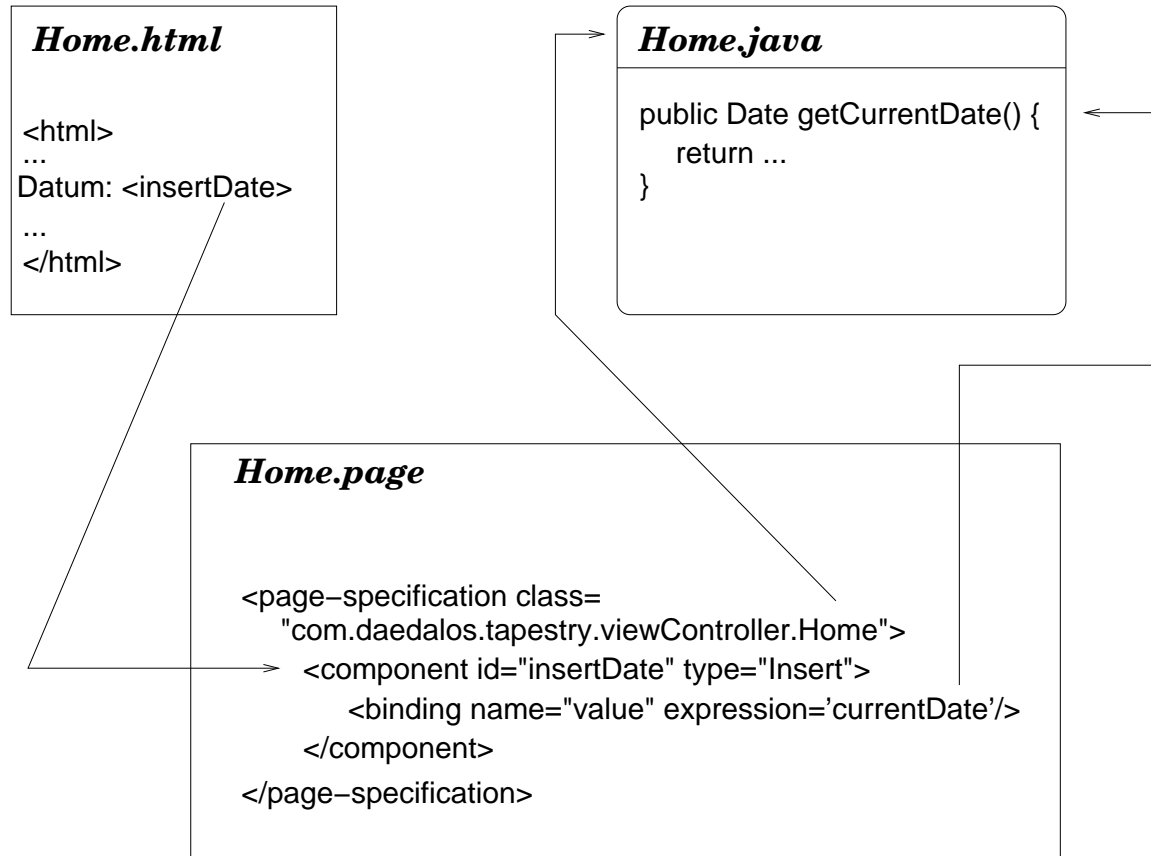 Home.html
<html>
...
Datum: <insertDate>
...
</html>
Home.java
public Date getCurrentDate() {
return ...
}
Home.page
<page−specification class=
"com.daedalos.tapestry.viewController.Home">
<component id="insertDate" type="Insert">
<binding name="value" expression=’currentDate’/>
</component>
</page−specification>